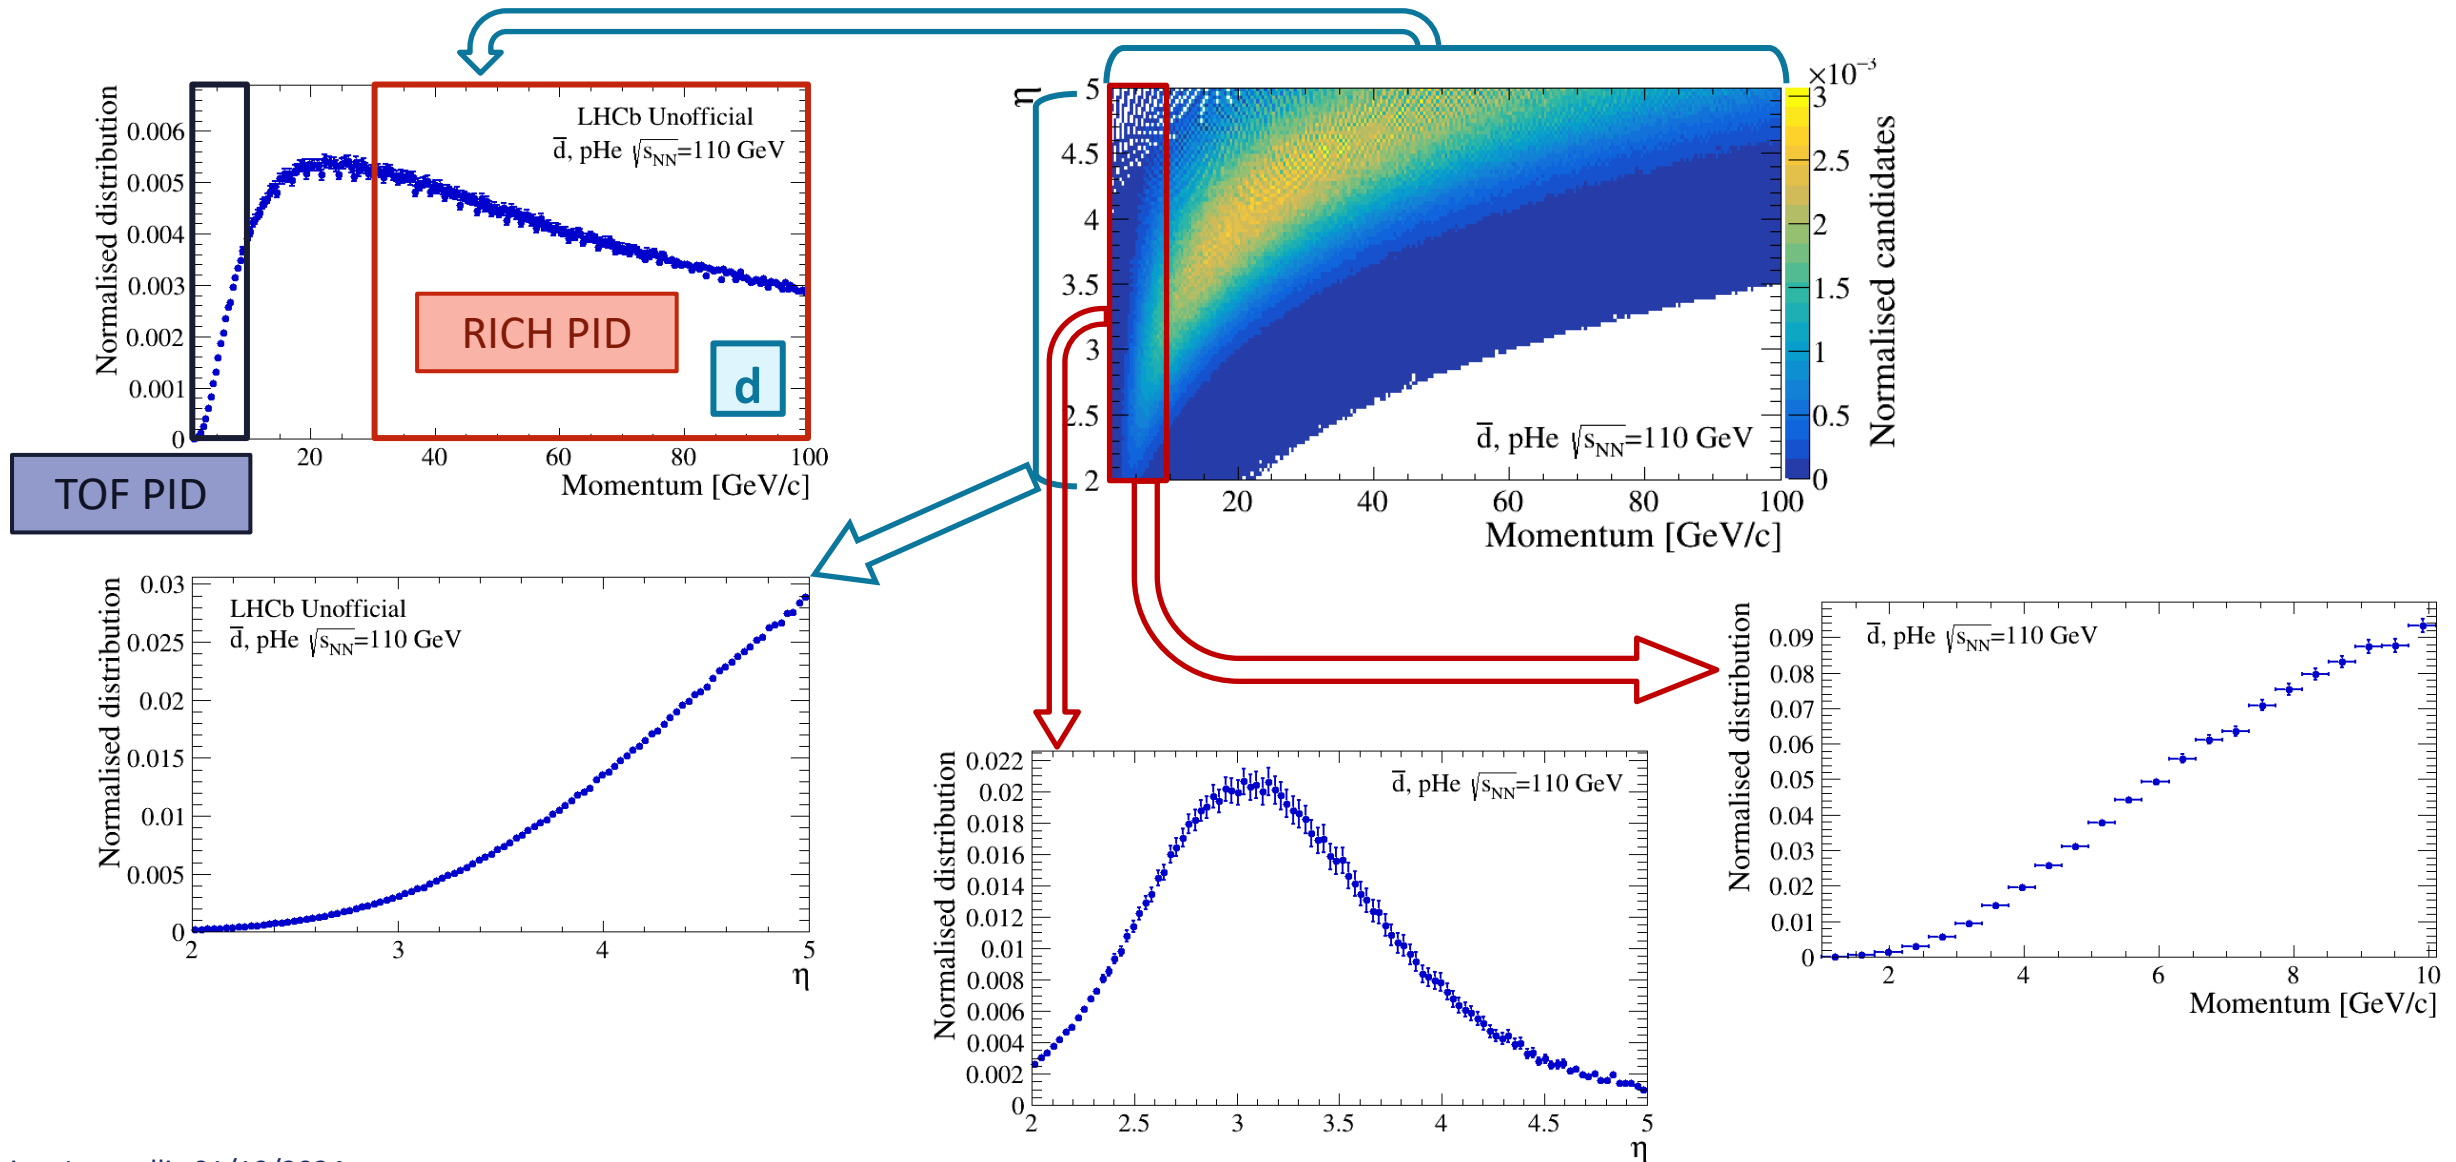 Normalised distribution
0.006
0.005
0.004
0.003
0.002
0.001
0
LHCb Unofficial
d̅, pHe √sNN=110 GeV
RICH PID
d
20 40 60 80 100
Momentum [GeV/c]
TOF PID
η
5
4.5
4
3.5
3
2.5
2
d̅, pHe √sNN=110 GeV
20 40 60 80 100
Momentum [GeV/c]
×10⁻³
3
2.5
2
1.5
1
0.5
0
Normalised candidates
Normalised distribution
0.03
0.025
0.02
0.015
0.01
0.005
0
LHCb Unofficial
d̅, pHe √sNN=110 GeV
2 3 4 5
η
Normalised distribution
0.022
0.02
0.018
0.016
0.014
0.012
0.01
0.008
0.006
0.004
0.002
0
d̅, pHe √sNN=110 GeV
2 2.5 3 3.5 4 4.5 5
η
Normalised distribution
0.09
0.08
0.07
0.06
0.05
0.04
0.03
0.02
0.01
0
d̅, pHe √sNN=110 GeV
2 4 6 8 10
Momentum [GeV/c]